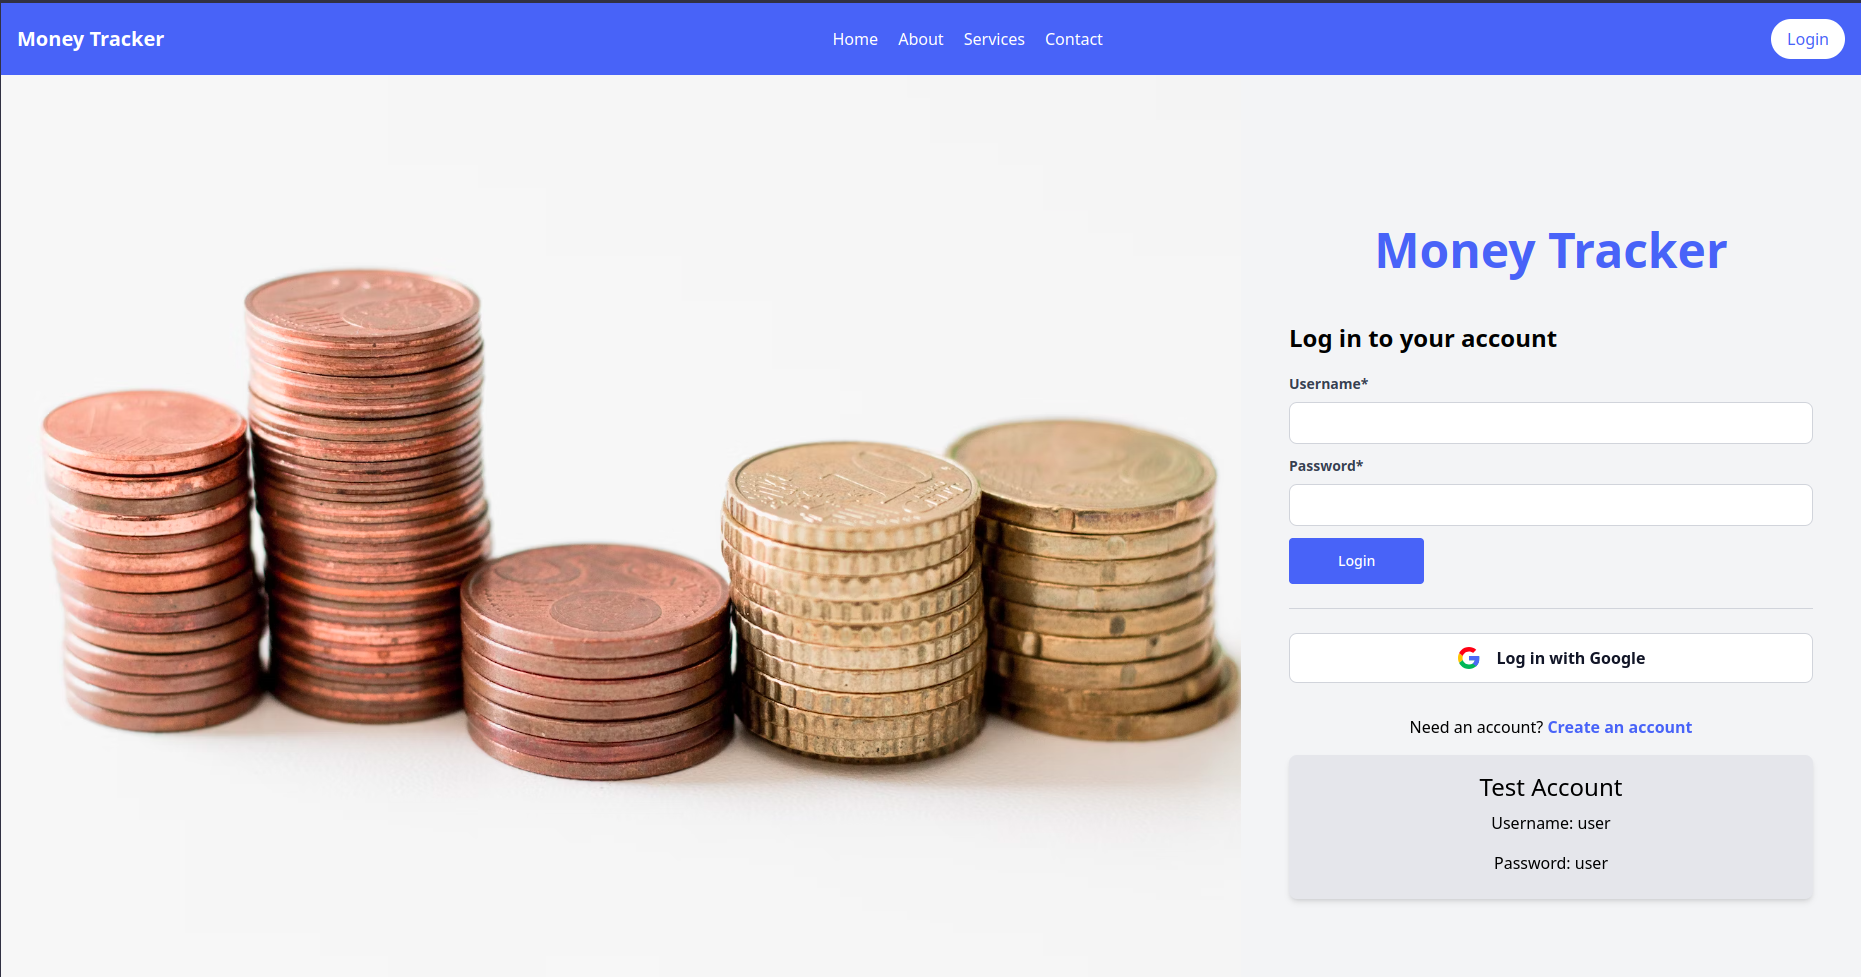 Money Tracker
Home About Services Contact
Login
Money Tracker
Log in to your account
Username*
Password*
Login
Log in with Google
Need an account? Create an account
Test Account
Username: user
Password: user
10